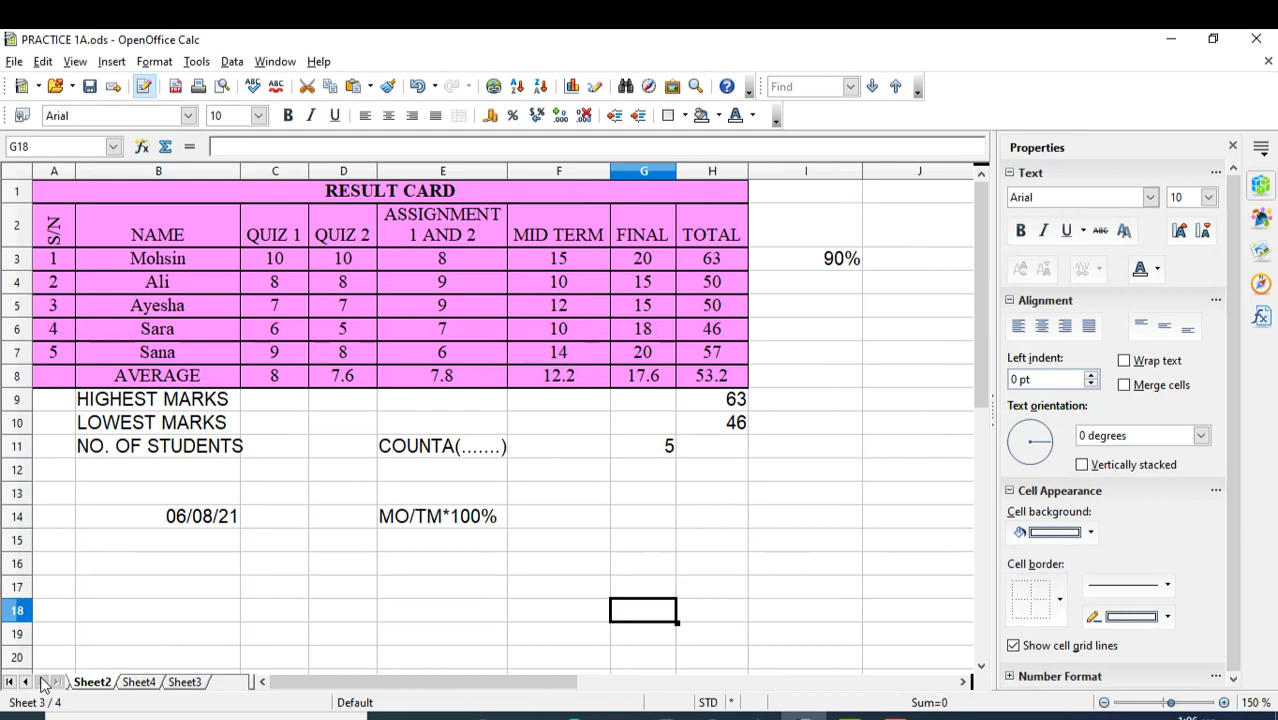 PRACTICE 1A.ods - OpenOffice Calc
File Edit View Insert Format Tools Data Window Help
Find
Arial 10
G18
Properties
A B C D E F G H I J
Text
1 RESULT CARD
Arial 10
2 S/N NAME QUIZ 1 QUIZ 2 ASSIGNMENT 1 AND 2 MID TERM FINAL TOTAL
3 1 Mohsin 10 10 8 15 20 63 90%
4 2 Ali 8 8 9 10 15 50
5 3 Ayesha 7 7 9 12 15 50
6 4 Sara 6 5 7 10 18 46
7 5 Sana 9 8 6 14 20 57
8 AVERAGE 8 7.6 7.8 12.2 17.6 53.2
9 HIGHEST MARKS 63
10 LOWEST MARKS 46
11 NO. OF STUDENTS COUNTA(.......) 5
12
13
14 06/08/21 MO/TM*100%
15
16
17
18
19
20
Alignment
Left indent:
Wrap text
0 pt
Merge cells
Text orientation:
0 degrees
Vertically stacked
Cell Appearance
Cell background:
Cell border:
Show cell grid lines
Number Format
Sheet2 Sheet4 Sheet3
Sheet 3 / 4 Default STD * Sum=0 150 %